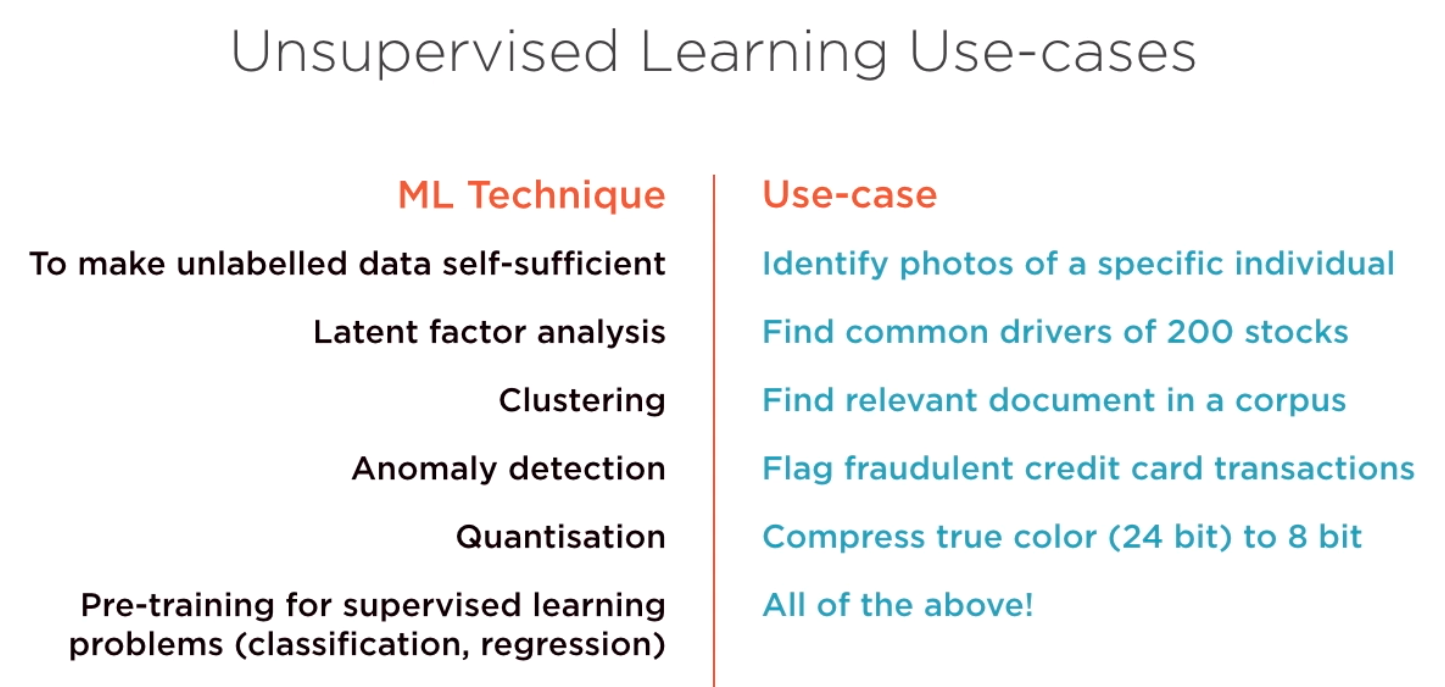 Unsupervised Learning Use-cases
ML Technique
Use-case
To make unlabelled data self-sufficient
Identify photos of a specific individual
Latent factor analysis
Find common drivers of 200 stocks
Clustering
Find relevant document in a corpus
Anomaly detection
Flag fraudulent credit card transactions
Quantisation
Compress true color (24 bit) to 8 bit
Pre-training for supervised learning
problems (classification, regression)
All of the above!